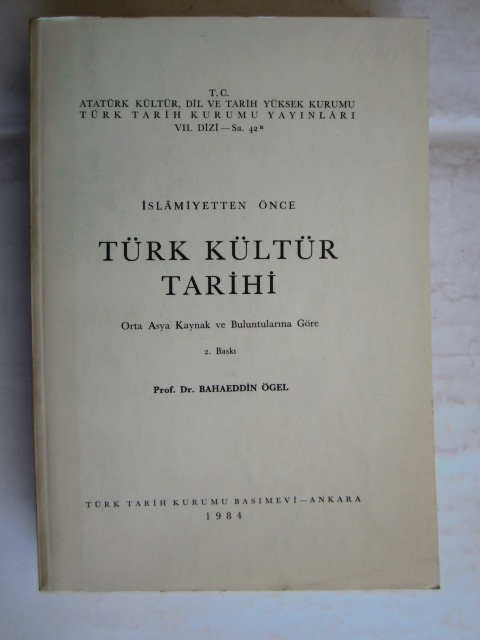 T. C.
ATATÜRK KÜLTÜR, DİL VE TARİH YÜKSEK KURUMU
TÜRK TARİH KURUMU YAYINLARI
VII. DİZİ — Sa. 42ª
İSLÂMİYETTEN ÖNCE
TÜRK KÜLTÜR
TARİHİ
Orta Asya Kaynak ve Buluntularına Göre
2. Baskı
Prof. Dr. BAHAEDDİN ÖGEL
TÜRK TARİH KURUMU BASIMEVİ — ANKARA
1984